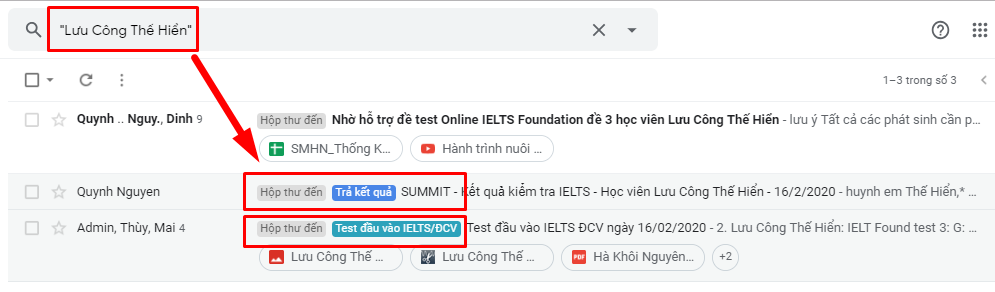 "Lưu Công Thế Hiển"
1–3 trong số 3
Quynh .. Nguy., Dinh 9 Hộp thư đến Nhờ hỗ trợ đề test Online IELTS Foundation đề 3 học viên Lưu Công Thế Hiển - lưu ý Tất cả các phát sinh cần p…
SMHN_Thống K… Hành trình nuôi …
Quynh Nguyen Hộp thư đến Trả kết quả SUMMIT - Kết quả kiểm tra IELTS - Học viên Lưu Công Thế Hiển - 16/2/2020 - huynh em Thế Hiển,* …
Admin, Thùy, Mai 4 Hộp thư đến Test đầu vào IELTS/ĐCV Test đầu vào IELTS ĐCV ngày 16/02/2020 - 2. Lưu Công Thế Hiển: IELT Found test 3: G: …
Lưu Công Thế … Lưu Công Thế … PDF Hà Khôi Nguyên… +2